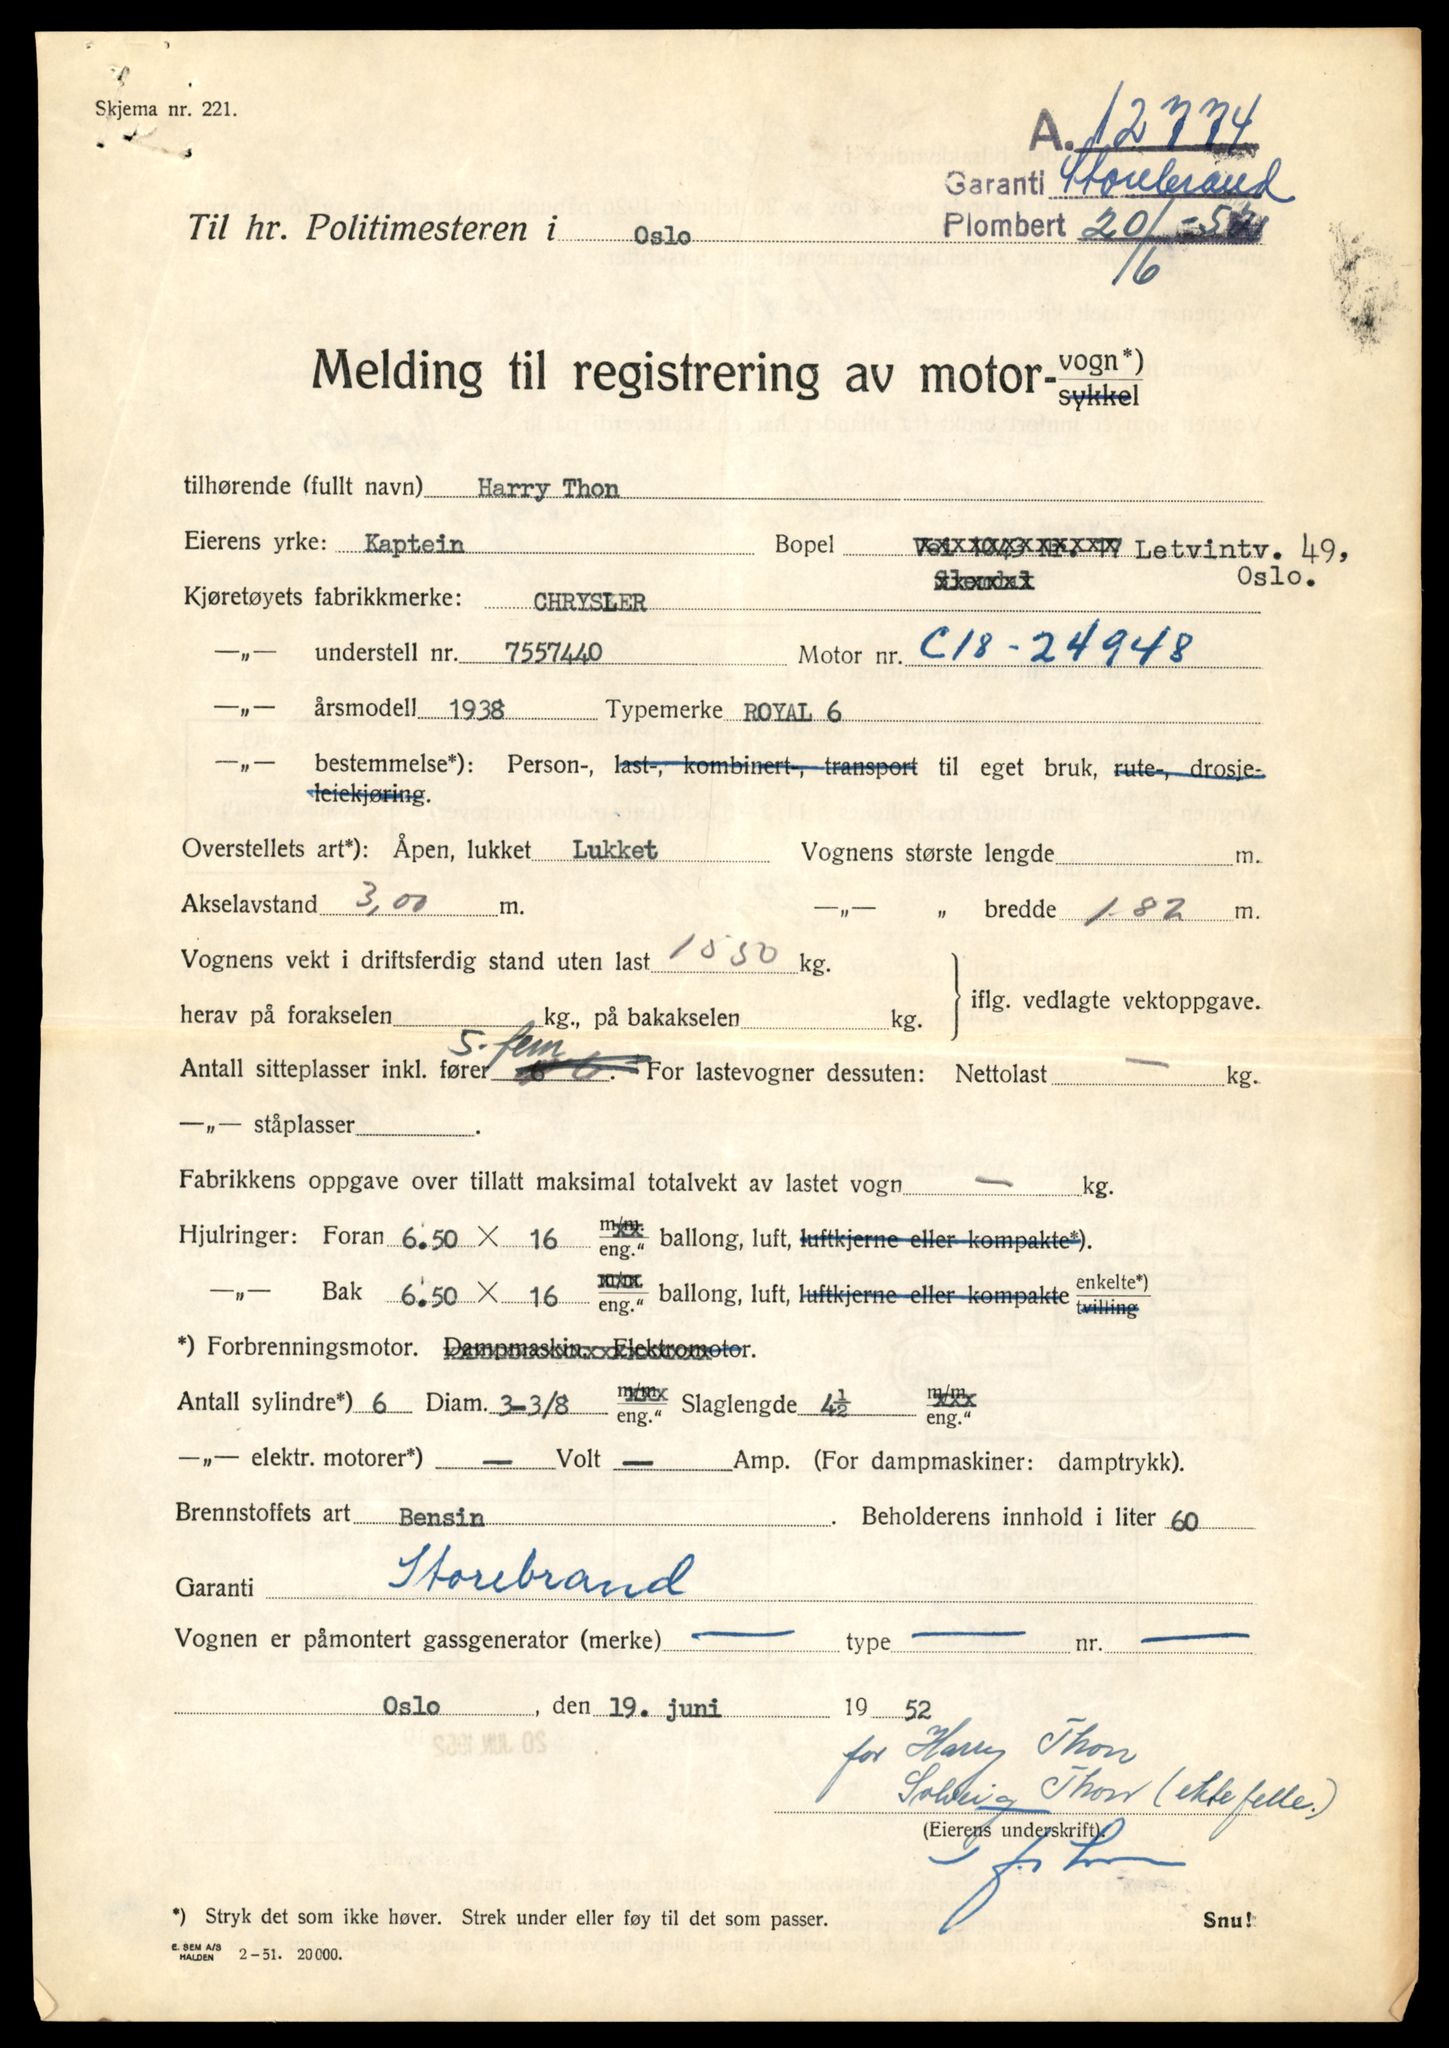 Skjema nr. 221.
A. 12774
Garanti Storebrand
Plombert 20/6 - 52
Til hr. Politimesteren i Oslo
Melding til registrering av motor- vogn*)
sykkel
tilhørende (fullt navn) Harry Thon
Eierens yrke: Kaptein Bopel Vei 1043 Nr. 17 Letvintv. 49,
Slemdal Oslo.
Kjøretøyets fabrikkmerke: CHRYSLER
—„— understell nr. 7557440 Motor nr. C18-24948
—„— årsmodell 1938 Typemerke ROYAL 6
—„— bestemmelse*): Person-, last-, kombinert-, transport til eget bruk, rute-, drosje-
leiekjøring.
Overstellets art*): Åpen, lukket Lukket Vognens største lengde m.
Akselavstand 3,00 m. —„— „ bredde 1.82 m.
Vognens vekt i driftsferdig stand uten last 1550 kg.
herav på forakselen kg., på bakakselen kg. iflg. vedlagte vektoppgave.
5. fem
Antall sitteplasser inkl. fører 6 6. For lastevogner dessuten: Nettolast — kg.
—„— ståplasser .
Fabrikkens oppgave over tillatt maksimal totalvekt av lastet vogn — kg.
Hjulringer: Foran 6.50 × 16 m/m. eng.“ ballong, luft, luftkjerne eller kompakte*).
—„— Bak 6.50 × 16 m/m. eng.“ ballong, luft, luftkjerne eller kompakte enkelte*) tvilling
*) Forbrenningsmotor. Dampmaskin. Elektromotor.
Antall sylindre*) 6 Diam. 3-3/8 m/m. eng.“ Slaglengde 4½ m/m. eng.“
—„— elektr. motorer*) — Volt — Amp. (For dampmaskiner: damptrykk).
Brennstoffets art Bensin. Beholderens innhold i liter 60
Garanti Storebrand
Vognen er påmontert gassgenerator (merke) — type — nr. —
Oslo, den 19. juni 1952
for Harry Thon
Solveig Thon (ektefelle.)
(Eierens underskrift).
*) Stryk det som ikke høver. Strek under eller føy til det som passer. Snu!
E. SEM A/S
HALDEN 2-51. 20 000.